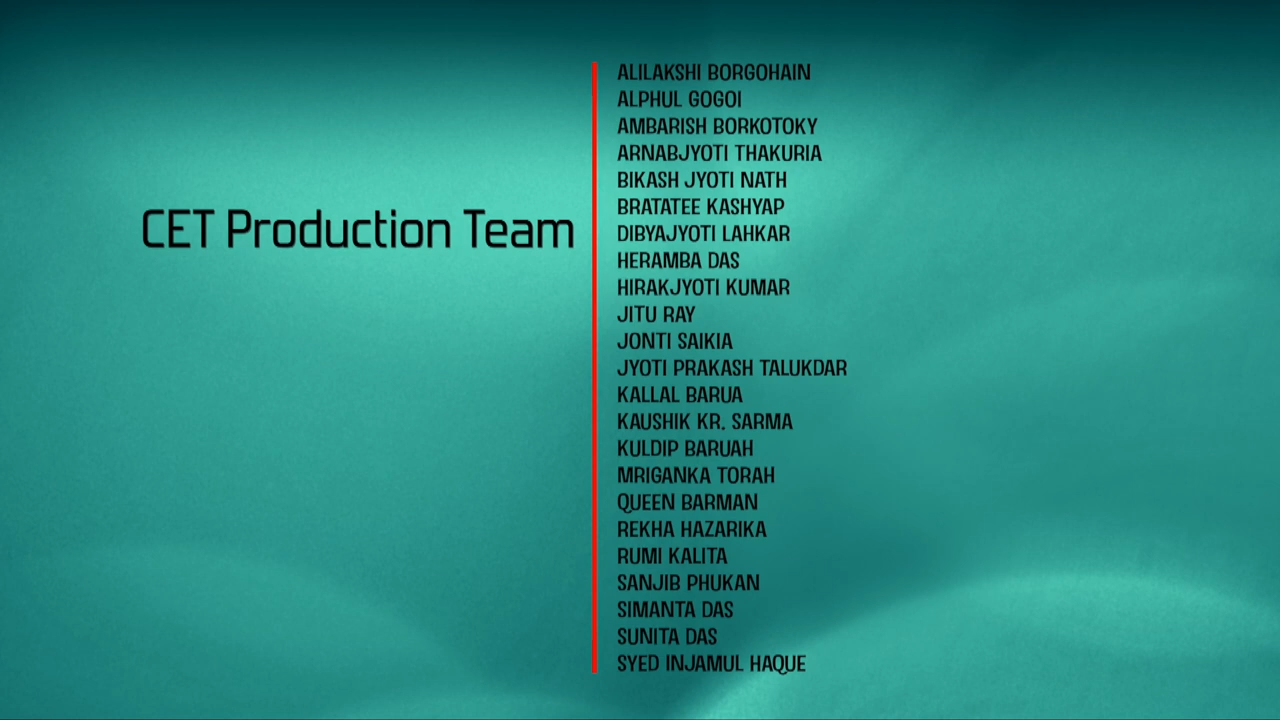 CET Production Team
ALILAKSHI BORGOHAIN
ALPHUL GOGOI
AMBARISH BORKOTOKY
ARNABJYOTI THAKURIA
BIKASH JYOTI NATH
BRATATEE KASHYAP
DIBYAJYOTI LAHKAR
HERAMBA DAS
HIRAKJYOTI KUMAR
JITU RAY
JONTI SAIKIA
JYOTI PRAKASH TALUKDAR
KALLAL BARUA
KAUSHIK KR. SARMA
KULDIP BARUAH
MRIGANKA TORAH
QUEEN BARMAN
REKHA HAZARIKA
RUMI KALITA
SANJIB PHUKAN
SIMANTA DAS
SUNITA DAS
SYED INJAMUL HAQUE